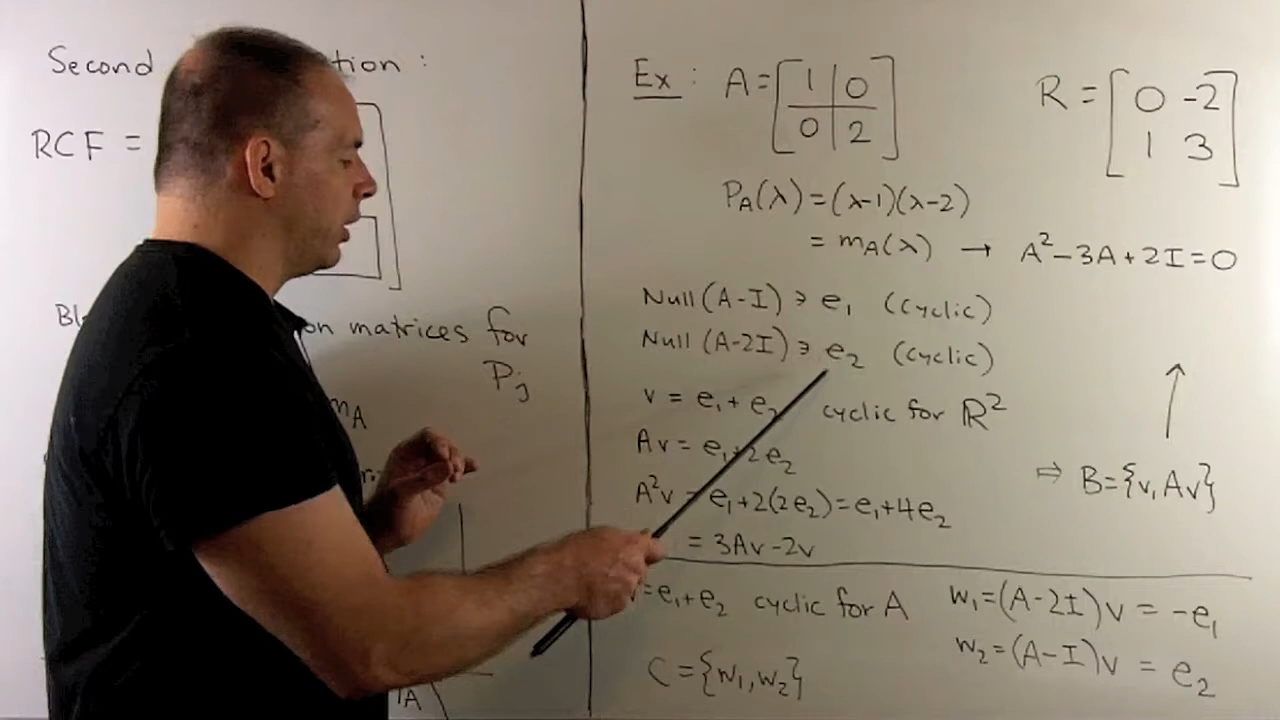 Second tion :
RCF =
Bl on matrices for
Pj
mA
A
Ex : A = [1 0
0 2]
R = [0 -2
1 3]
PA(λ) = (λ-1)(λ-2)
= mA(λ) → A² - 3A + 2I = 0
Null (A-I) ∋ e₁ (cyclic)
Null (A-2I) ∋ e₂ (cyclic)
v = e₁ + e₂ cyclic for ℝ²
Av = e₁+2e₂
A²v = e₁+2(2e₂) = e₁+4e₂
= 3Av - 2v
⇒ B = {v, Av}
v = e₁+e₂ cyclic for A
C = {w₁, w₂}
w₁ = (A-2I)v = -e₁
w₂ = (A-I)v = e₂